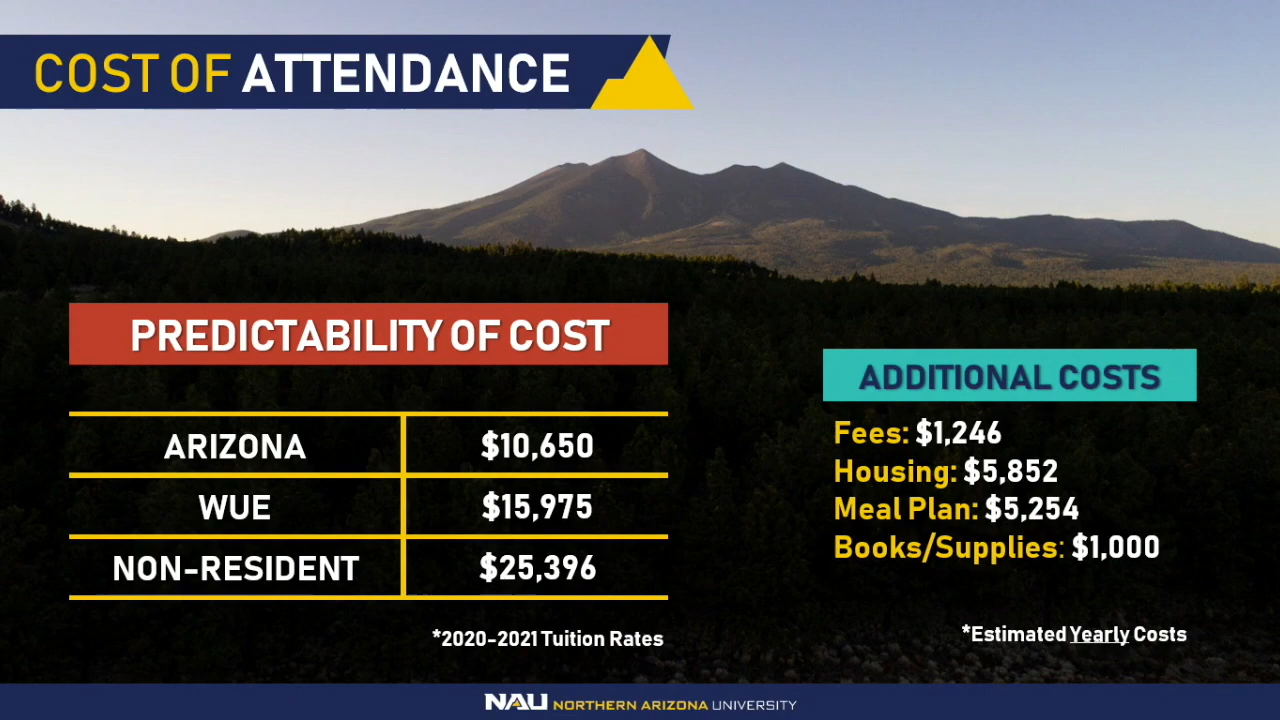 COST OF ATTENDANCE
PREDICTABILITY OF COST
ARIZONA $10,650
WUE $15,975
NON-RESIDENT $25,396
*2020-2021 Tuition Rates
ADDITIONAL COSTS
Fees: $1,246
Housing: $5,852
Meal Plan: $5,254
Books/Supplies: $1,000
*Estimated Yearly Costs
NAU NORTHERN ARIZONA UNIVERSITY